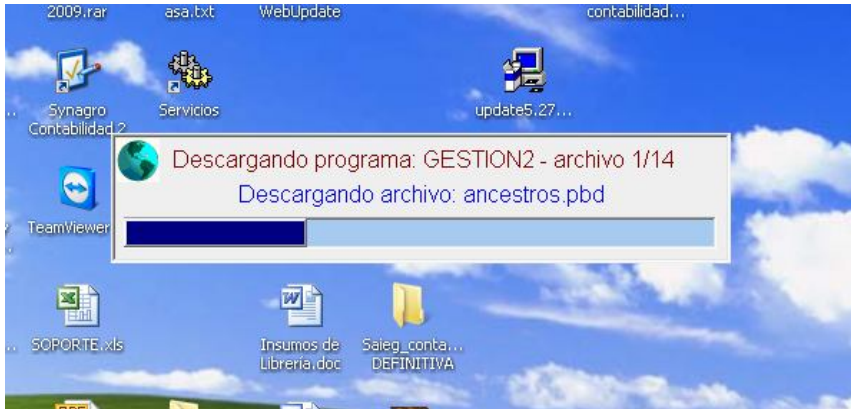 2009.rar
asa.txt
WebUpdate
contabilidad...
Synagro
Contabilidad 2
Servicios
update5.27...
Descargando programa: GESTION2 - archivo 1/14
Descargando archivo: ancestros.pbd
TeamViewer
SOPORTE.xls
Insumos de
Librería.doc
Saieg_conta...
DEFINITIVA